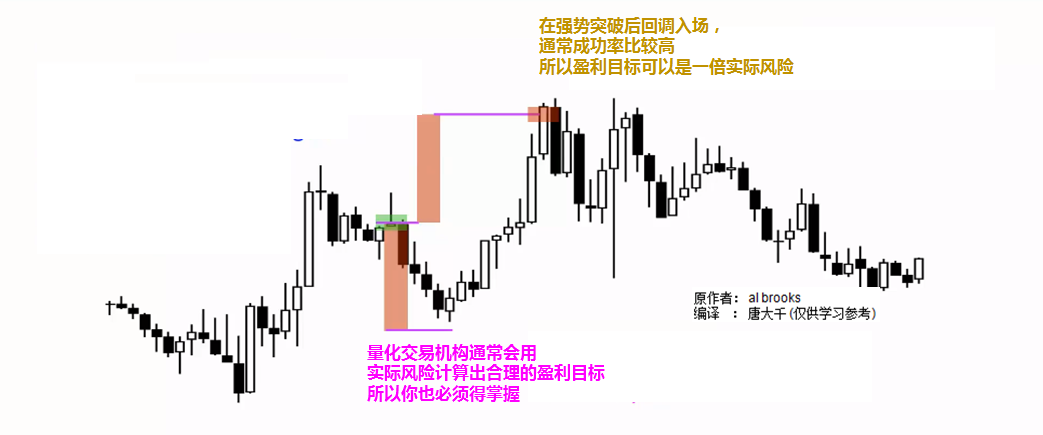 在强势突破后回调入场，
通常成功率比较高
所以盈利目标可以是一倍实际风险
原作者： al brooks
编译 ： 唐大千(仅供学习参考)
量化交易机构通常会用
实际风险计算出合理的盈利目标
所以你也必须得掌握